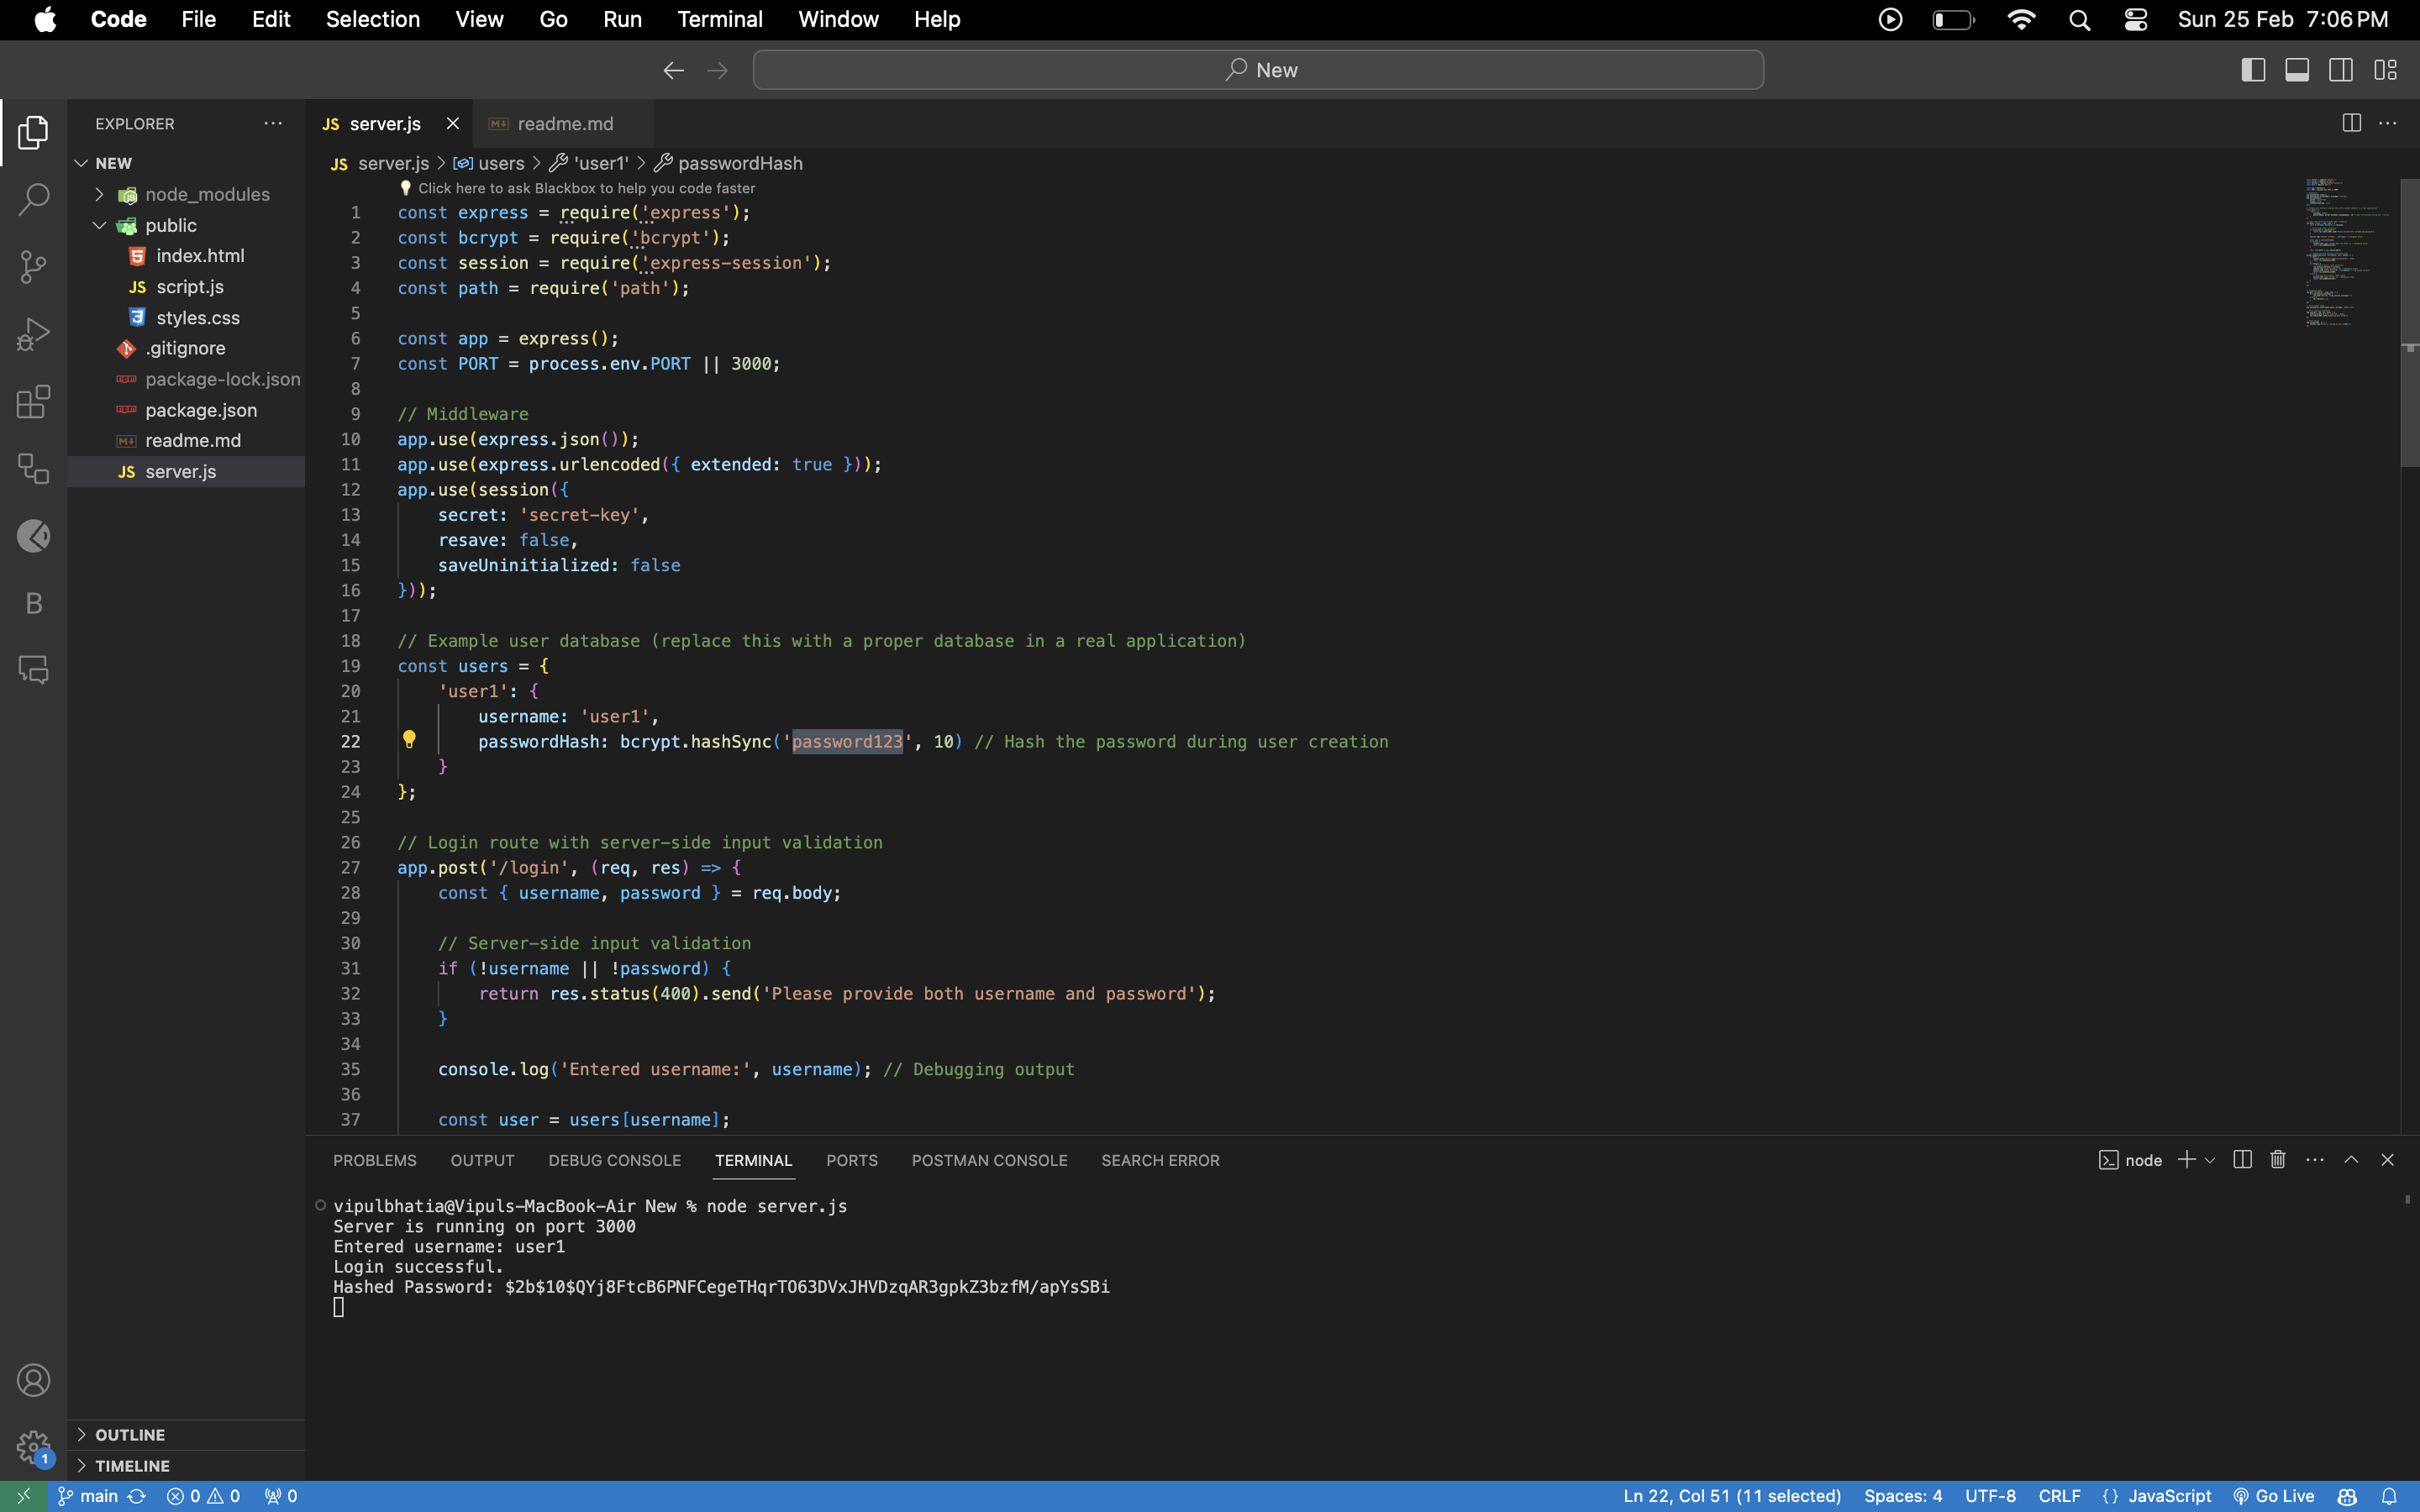 Code File Edit Selection View Go Run Terminal Window Help Sun 25 Feb 7:06 PM
New
EXPLORER
NEW
node_modules
public
index.html
JS script.js
styles.css
.gitignore
package-lock.json
package.json
readme.md
JS server.js
OUTLINE
TIMELINE
JS server.js readme.md
JS server.js > users > 'user1' > passwordHash
Click here to ask Blackbox to help you code faster
1 const express = require('express');
2 const bcrypt = require('bcrypt');
3 const session = require('express-session');
4 const path = require('path');
5
6 const app = express();
7 const PORT = process.env.PORT || 3000;
8
9 // Middleware
10 app.use(express.json());
11 app.use(express.urlencoded({ extended: true }));
12 app.use(session({
13 secret: 'secret-key',
14 resave: false,
15 saveUninitialized: false
16 }));
17
18 // Example user database (replace this with a proper database in a real application)
19 const users = {
20 'user1': {
21 username: 'user1',
22 passwordHash: bcrypt.hashSync('password123', 10) // Hash the password during user creation
23 }
24 };
25
26 // Login route with server-side input validation
27 app.post('/login', (req, res) => {
28 const { username, password } = req.body;
29
30 // Server-side input validation
31 if (!username || !password) {
32 return res.status(400).send('Please provide both username and password');
33 }
34
35 console.log('Entered username:', username); // Debugging output
36
37 const user = users[username];
PROBLEMS OUTPUT DEBUG CONSOLE TERMINAL PORTS POSTMAN CONSOLE SEARCH ERROR node
vipulbhatia@Vipuls-MacBook-Air New % node server.js
Server is running on port 3000
Entered username: user1
Login successful.
Hashed Password: $2b$10$QYj8FtcB6PNFCegeTHqrTO63DVxJHVDzqAR3gpkZ3bzfM/apYsSBi
1
main 0 0 0 Ln 22, Col 51 (11 selected) Spaces: 4 UTF-8 CRLF {} JavaScript Go Live